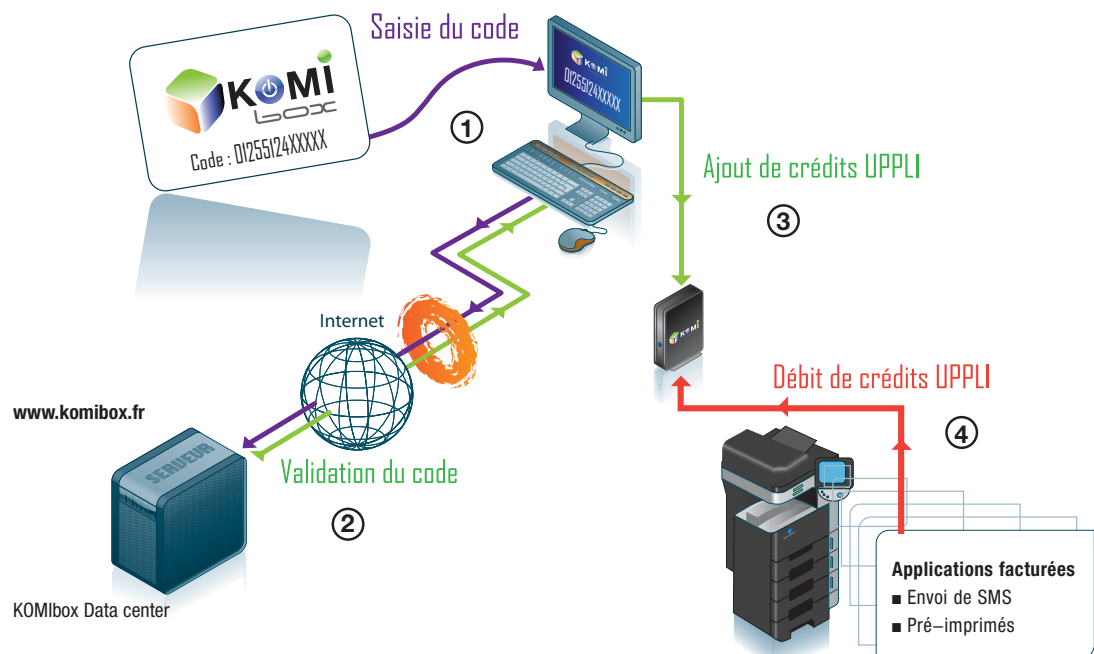 Saisie du code
KOMI
box
Code : 01255124XXXXX
KOMI
01255124XXXXX
1
Ajout de crédits UPPLI
3
Internet
KOMI
Débit de crédits UPPLI
www.komibox.fr
4
SERVEUR
Validation du code
2
Applications facturées
■ Envoi de SMS
■ Pré–imprimés
KOMIbox Data center